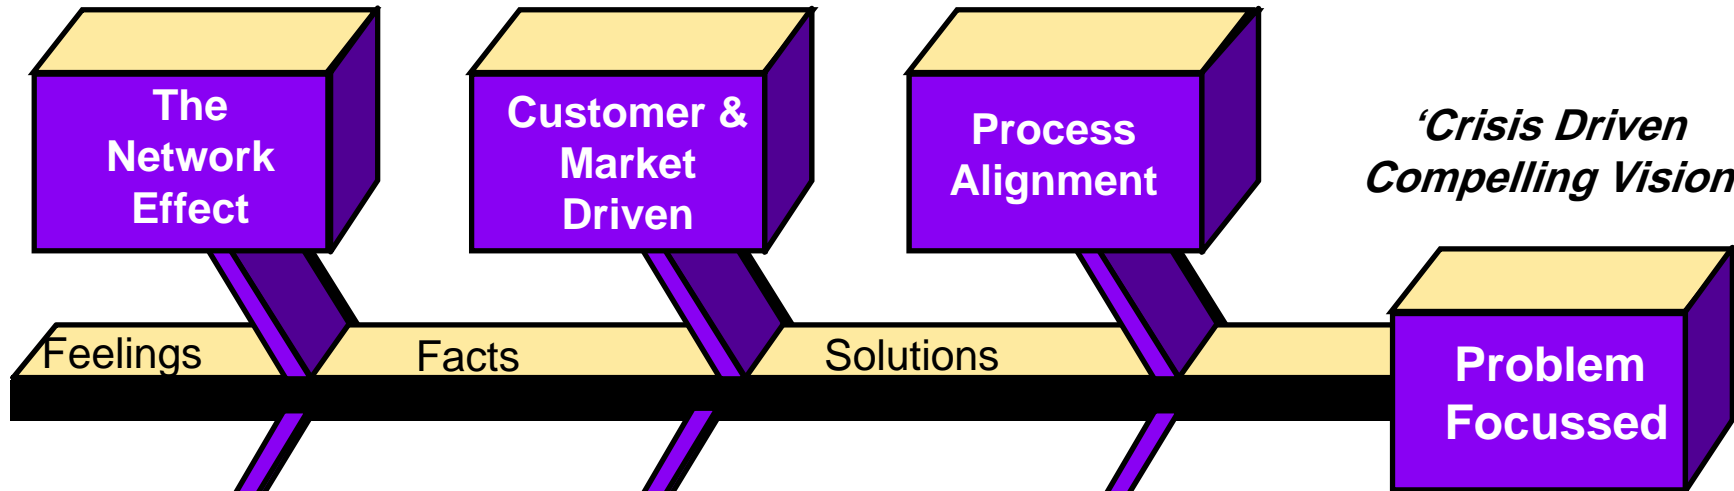 The
Network
Effect
Customer &
Market
Driven
Process
Alignment
‘Crisis Driven
Compelling Vision
Feelings
Facts
Solutions
Problem
Focussed